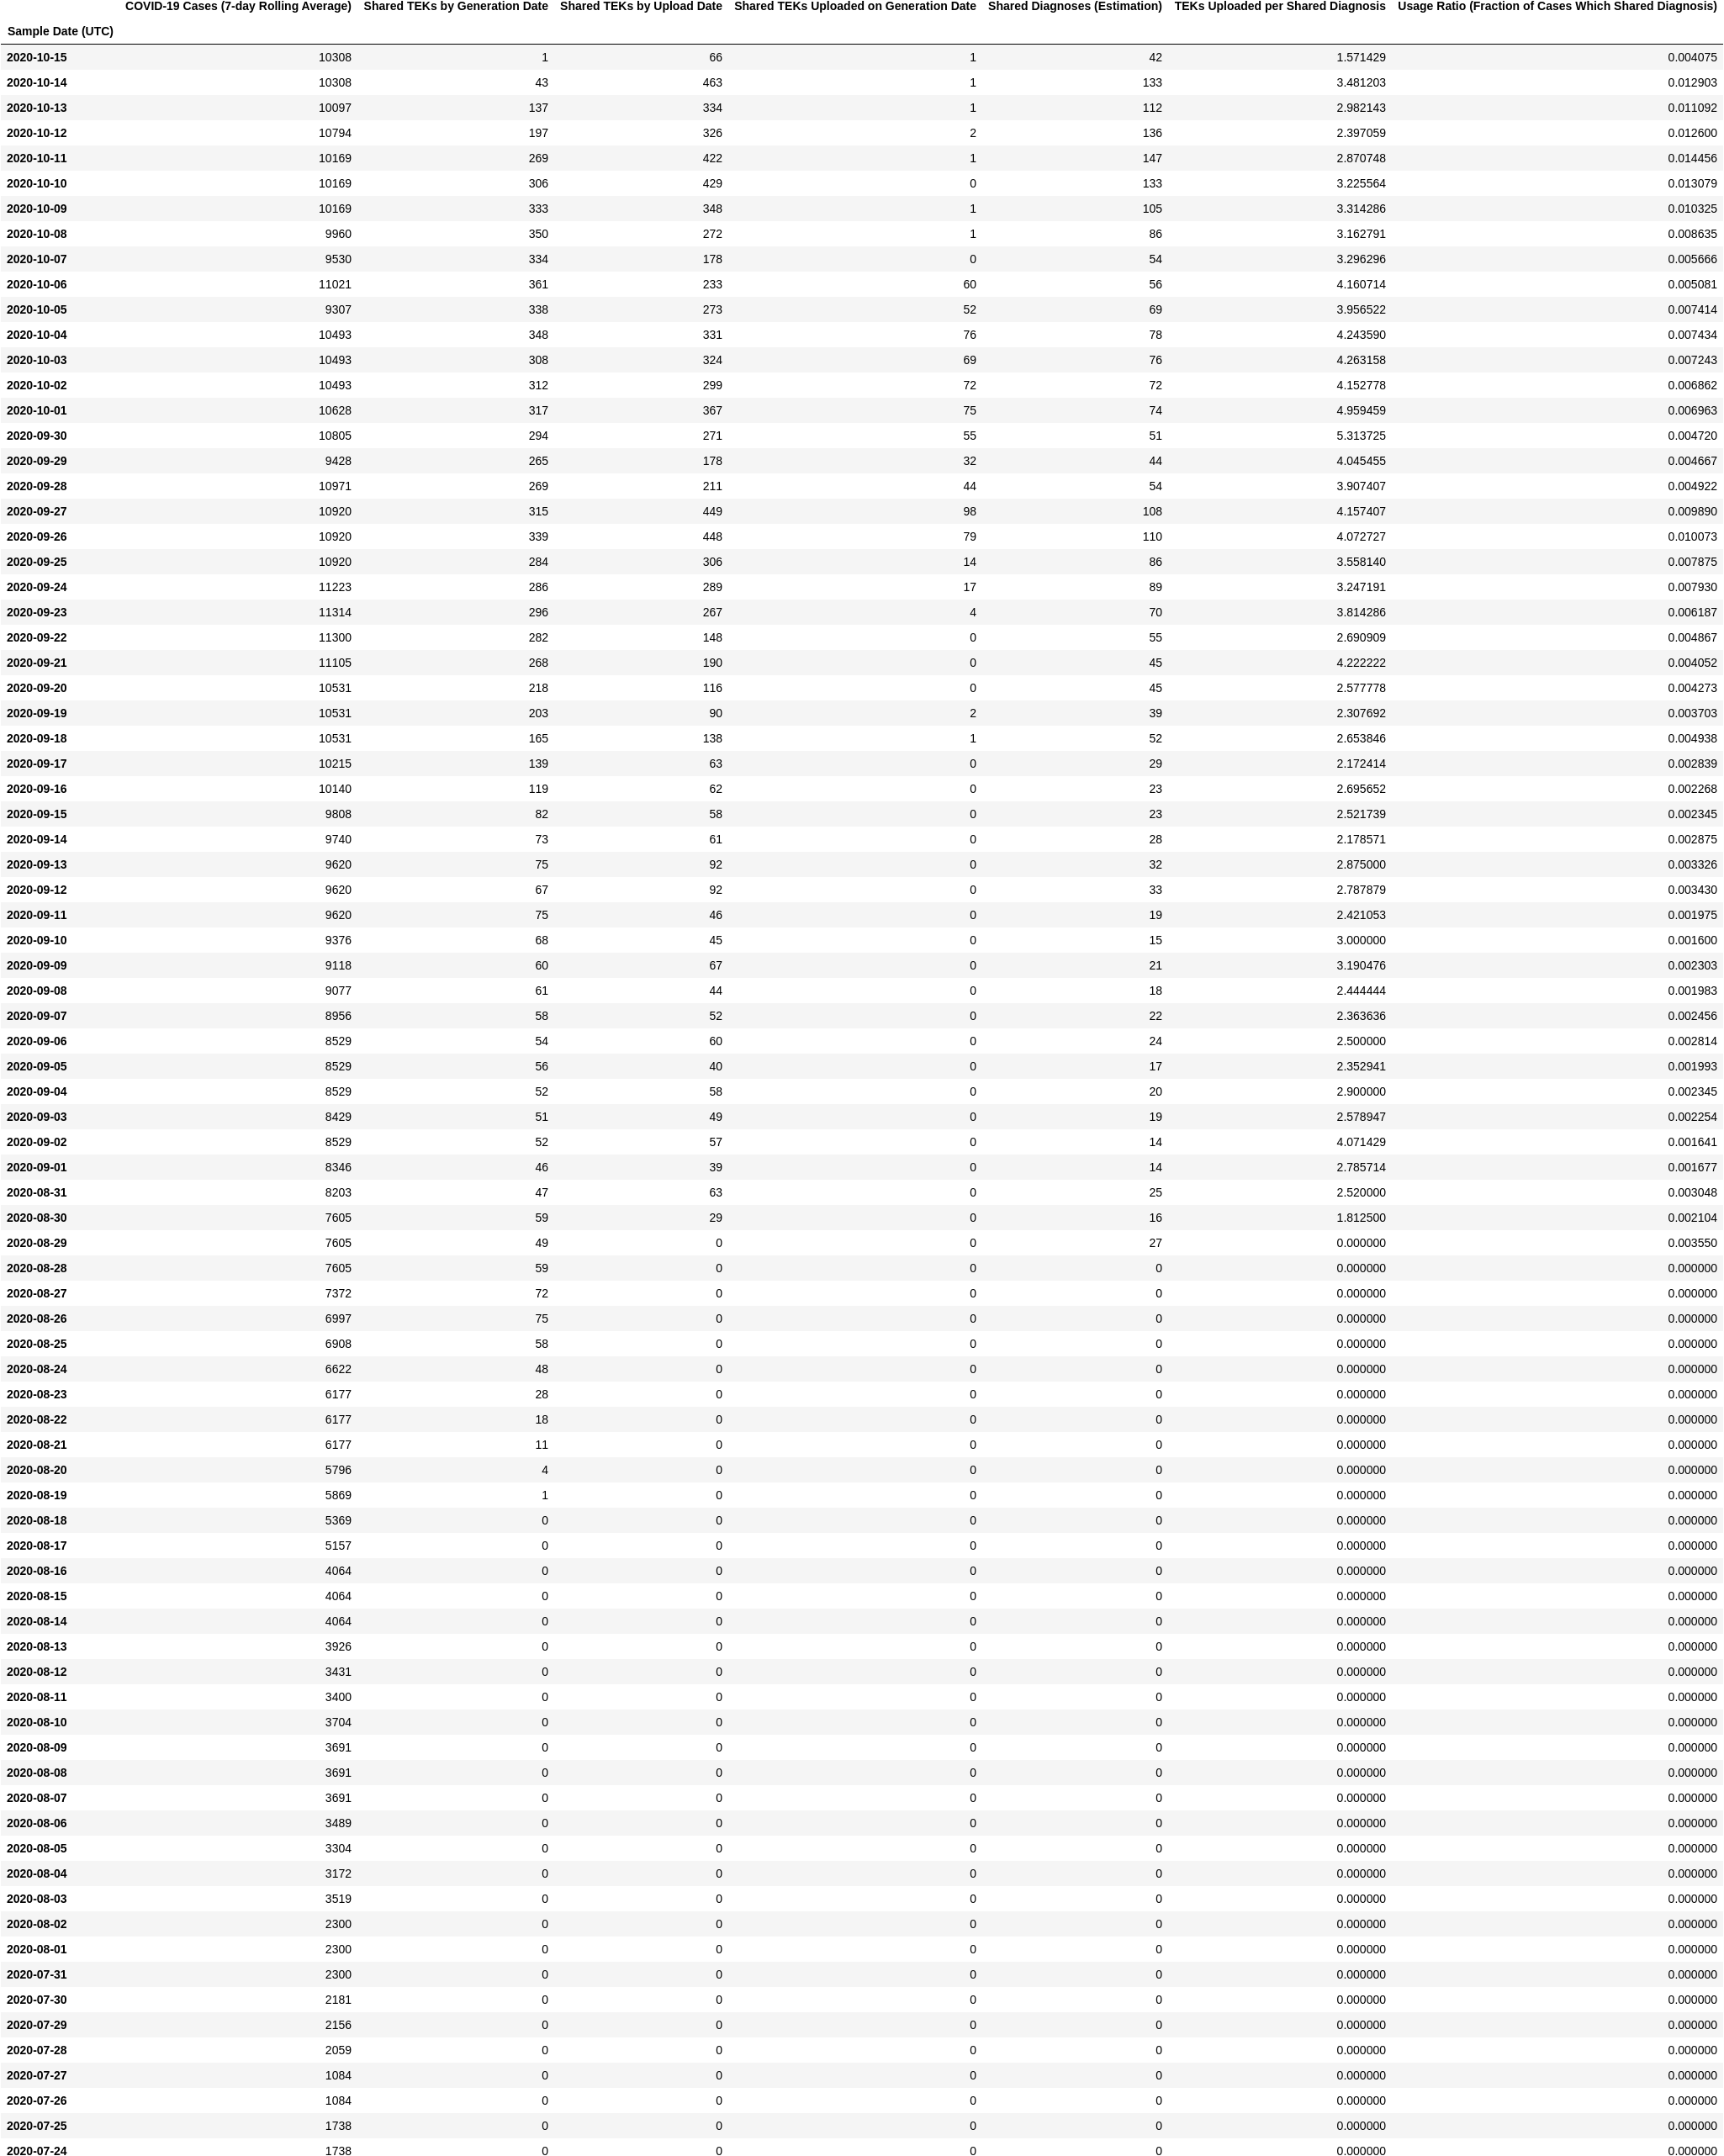 COVID-19 Cases (7-day Rolling Average) Shared TEKs by Generation Date Shared TEKs by Upload Date Shared TEKs Uploaded on Generation Date Shared Diagnoses (Estimation) TEKs Uploaded per Shared Diagnosis Usage Ratio (Fraction of Cases Which Shared Diagnosis)
Sample Date (UTC)
2020-10-15 10308 1 66 1 42 1.571429 0.004075
2020-10-14 10308 43 463 1 133 3.481203 0.012903
2020-10-13 10097 137 334 1 112 2.982143 0.011092
2020-10-12 10794 197 326 2 136 2.397059 0.012600
2020-10-11 10169 269 422 1 147 2.870748 0.014456
2020-10-10 10169 306 429 0 133 3.225564 0.013079
2020-10-09 10169 333 348 1 105 3.314286 0.010325
2020-10-08 9960 350 272 1 86 3.162791 0.008635
2020-10-07 9530 334 178 0 54 3.296296 0.005666
2020-10-06 11021 361 233 60 56 4.160714 0.005081
2020-10-05 9307 338 273 52 69 3.956522 0.007414
2020-10-04 10493 348 331 76 78 4.243590 0.007434
2020-10-03 10493 308 324 69 76 4.263158 0.007243
2020-10-02 10493 312 299 72 72 4.152778 0.006862
2020-10-01 10628 317 367 75 74 4.959459 0.006963
2020-09-30 10805 294 271 55 51 5.313725 0.004720
2020-09-29 9428 265 178 32 44 4.045455 0.004667
2020-09-28 10971 269 211 44 54 3.907407 0.004922
2020-09-27 10920 315 449 98 108 4.157407 0.009890
2020-09-26 10920 339 448 79 110 4.072727 0.010073
2020-09-25 10920 284 306 14 86 3.558140 0.007875
2020-09-24 11223 286 289 17 89 3.247191 0.007930
2020-09-23 11314 296 267 4 70 3.814286 0.006187
2020-09-22 11300 282 148 0 55 2.690909 0.004867
2020-09-21 11105 268 190 0 45 4.222222 0.004052
2020-09-20 10531 218 116 0 45 2.577778 0.004273
2020-09-19 10531 203 90 2 39 2.307692 0.003703
2020-09-18 10531 165 138 1 52 2.653846 0.004938
2020-09-17 10215 139 63 0 29 2.172414 0.002839
2020-09-16 10140 119 62 0 23 2.695652 0.002268
2020-09-15 9808 82 58 0 23 2.521739 0.002345
2020-09-14 9740 73 61 0 28 2.178571 0.002875
2020-09-13 9620 75 92 0 32 2.875000 0.003326
2020-09-12 9620 67 92 0 33 2.787879 0.003430
2020-09-11 9620 75 46 0 19 2.421053 0.001975
2020-09-10 9376 68 45 0 15 3.000000 0.001600
2020-09-09 9118 60 67 0 21 3.190476 0.002303
2020-09-08 9077 61 44 0 18 2.444444 0.001983
2020-09-07 8956 58 52 0 22 2.363636 0.002456
2020-09-06 8529 54 60 0 24 2.500000 0.002814
2020-09-05 8529 56 40 0 17 2.352941 0.001993
2020-09-04 8529 52 58 0 20 2.900000 0.002345
2020-09-03 8429 51 49 0 19 2.578947 0.002254
2020-09-02 8529 52 57 0 14 4.071429 0.001641
2020-09-01 8346 46 39 0 14 2.785714 0.001677
2020-08-31 8203 47 63 0 25 2.520000 0.003048
2020-08-30 7605 59 29 0 16 1.812500 0.002104
2020-08-29 7605 49 0 0 27 0.000000 0.003550
2020-08-28 7605 59 0 0 0 0.000000 0.000000
2020-08-27 7372 72 0 0 0 0.000000 0.000000
2020-08-26 6997 75 0 0 0 0.000000 0.000000
2020-08-25 6908 58 0 0 0 0.000000 0.000000
2020-08-24 6622 48 0 0 0 0.000000 0.000000
2020-08-23 6177 28 0 0 0 0.000000 0.000000
2020-08-22 6177 18 0 0 0 0.000000 0.000000
2020-08-21 6177 11 0 0 0 0.000000 0.000000
2020-08-20 5796 4 0 0 0 0.000000 0.000000
2020-08-19 5869 1 0 0 0 0.000000 0.000000
2020-08-18 5369 0 0 0 0 0.000000 0.000000
2020-08-17 5157 0 0 0 0 0.000000 0.000000
2020-08-16 4064 0 0 0 0 0.000000 0.000000
2020-08-15 4064 0 0 0 0 0.000000 0.000000
2020-08-14 4064 0 0 0 0 0.000000 0.000000
2020-08-13 3926 0 0 0 0 0.000000 0.000000
2020-08-12 3431 0 0 0 0 0.000000 0.000000
2020-08-11 3400 0 0 0 0 0.000000 0.000000
2020-08-10 3704 0 0 0 0 0.000000 0.000000
2020-08-09 3691 0 0 0 0 0.000000 0.000000
2020-08-08 3691 0 0 0 0 0.000000 0.000000
2020-08-07 3691 0 0 0 0 0.000000 0.000000
2020-08-06 3489 0 0 0 0 0.000000 0.000000
2020-08-05 3304 0 0 0 0 0.000000 0.000000
2020-08-04 3172 0 0 0 0 0.000000 0.000000
2020-08-03 3519 0 0 0 0 0.000000 0.000000
2020-08-02 2300 0 0 0 0 0.000000 0.000000
2020-08-01 2300 0 0 0 0 0.000000 0.000000
2020-07-31 2300 0 0 0 0 0.000000 0.000000
2020-07-30 2181 0 0 0 0 0.000000 0.000000
2020-07-29 2156 0 0 0 0 0.000000 0.000000
2020-07-28 2059 0 0 0 0 0.000000 0.000000
2020-07-27 1084 0 0 0 0 0.000000 0.000000
2020-07-26 1084 0 0 0 0 0.000000 0.000000
2020-07-25 1738 0 0 0 0 0.000000 0.000000
2020-07-24 1738 0 0 0 0 0.000000 0.000000